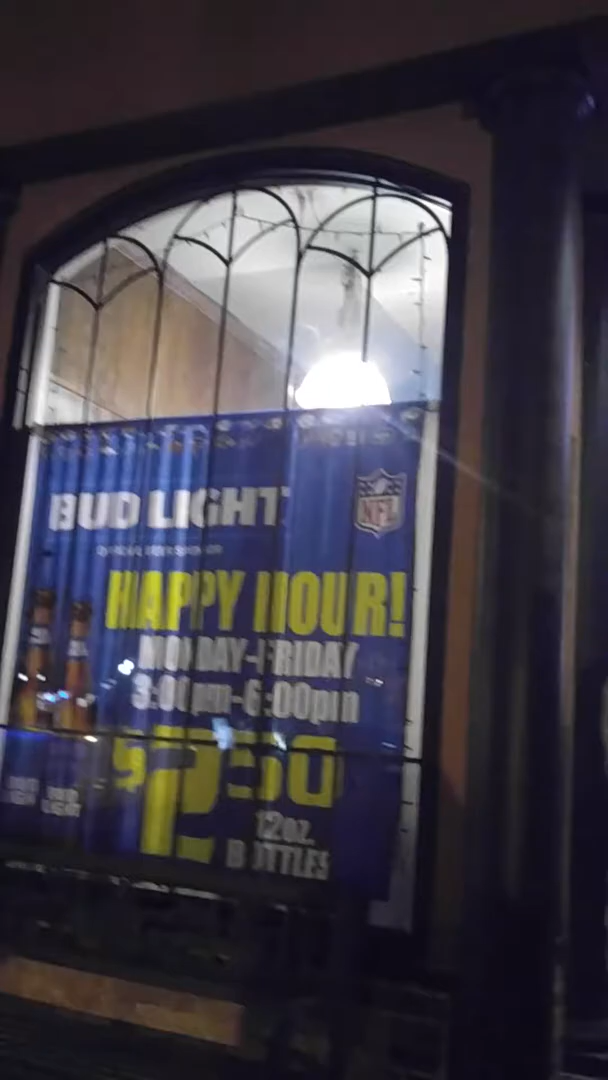 BUD LIGHT
NFL
HAPPY HOUR!
MONDAY-FRIDAY
3:00pm-6:00pm
$2 50
12oz.
BOTTLES